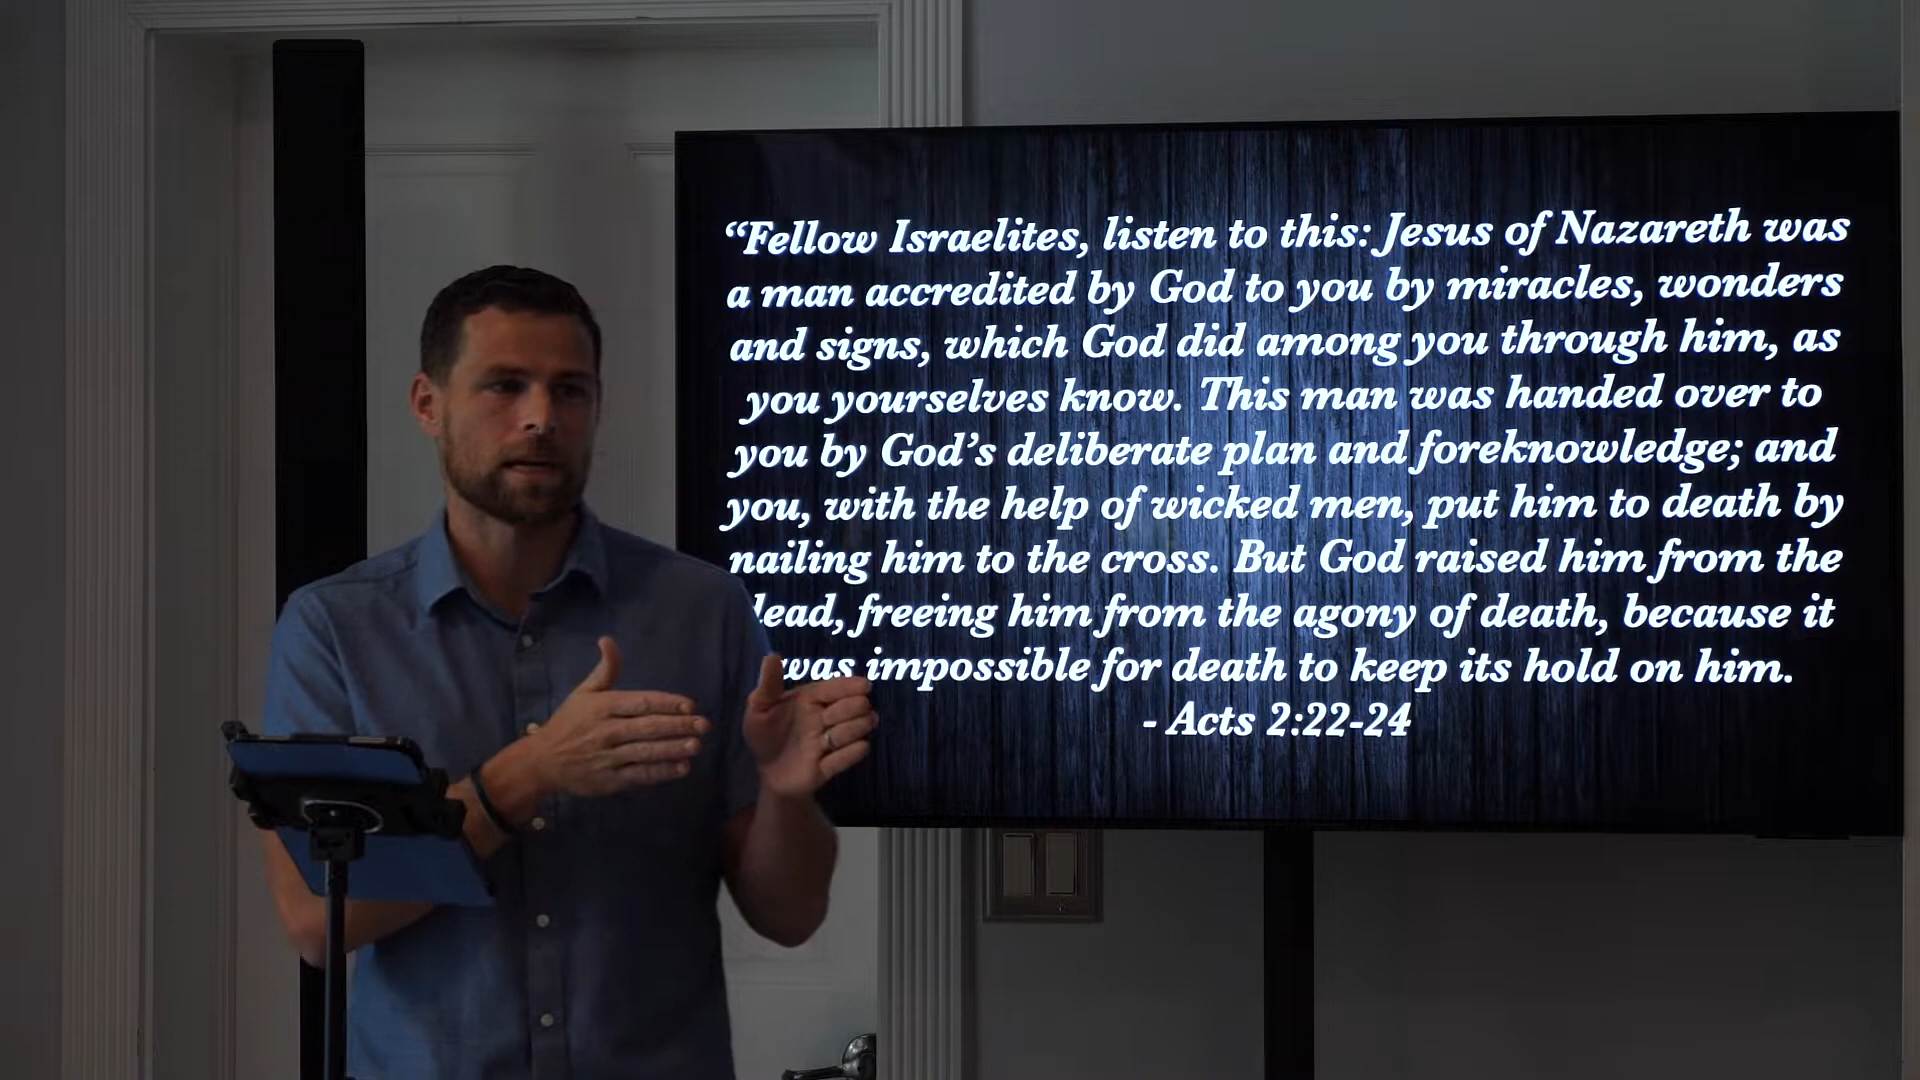 “Fellow Israelites, listen to this: Jesus of Nazareth was
a man accredited by God to you by miracles, wonders
and signs, which God did among you through him, as
you yourselves know. This man was handed over to
you by God’s deliberate plan and foreknowledge; and
you, with the help of wicked men, put him to death by
nailing him to the cross. But God raised him from the
dead, freeing him from the agony of death, because it
was impossible for death to keep its hold on him.
- Acts 2:22-24